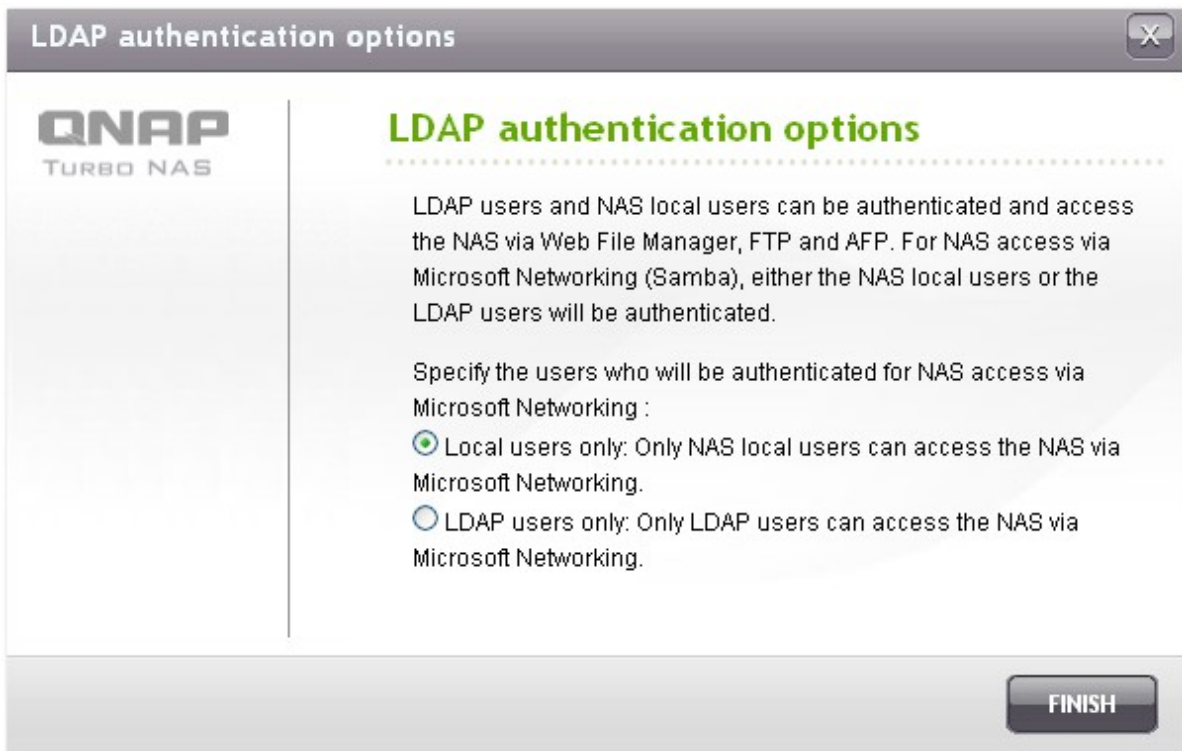 LDAP authentication options
X
QNAP
TURBO NAS
LDAP authentication options
LDAP users and NAS local users can be authenticated and access
the NAS via Web File Manager, FTP and AFP. For NAS access via
Microsoft Networking (Samba), either the NAS local users or the
LDAP users will be authenticated.
Specify the users who will be authenticated for NAS access via
Microsoft Networking :
Local users only: Only NAS local users can access the NAS via
Microsoft Networking.
LDAP users only: Only LDAP users can access the NAS via
Microsoft Networking.
FINISH